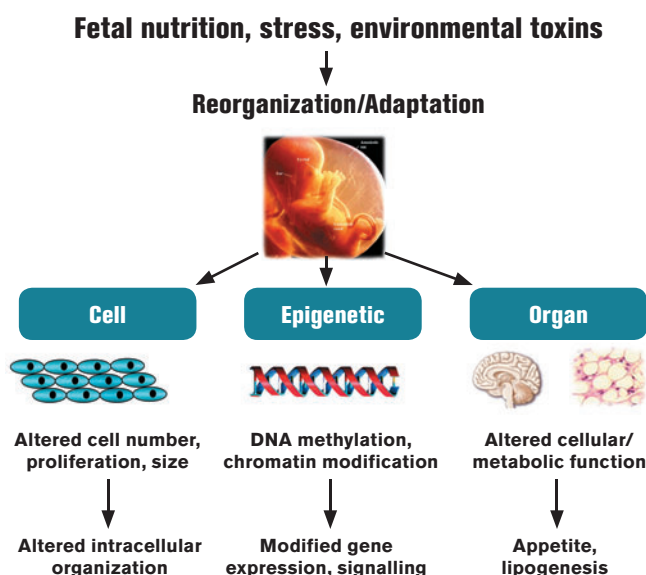 Fetal nutrition, stress, environmental toxins
Reorganization/Adaptation
Cell
Epigenetic
Organ
Altered cell number,
proliferation, size
DNA methylation,
chromatin modification
Altered cellular/
metabolic function
Altered intracellular
organization
Modified gene
expression, signalling
Appetite,
lipogenesis